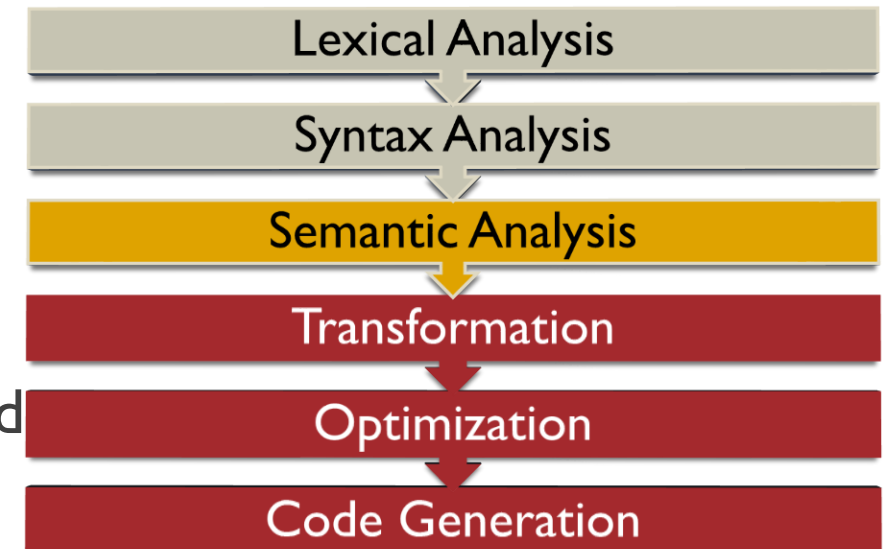 Lexical Analysis
Syntax Analysis
Semantic Analysis
Transformation
d
Optimization
Code Generation